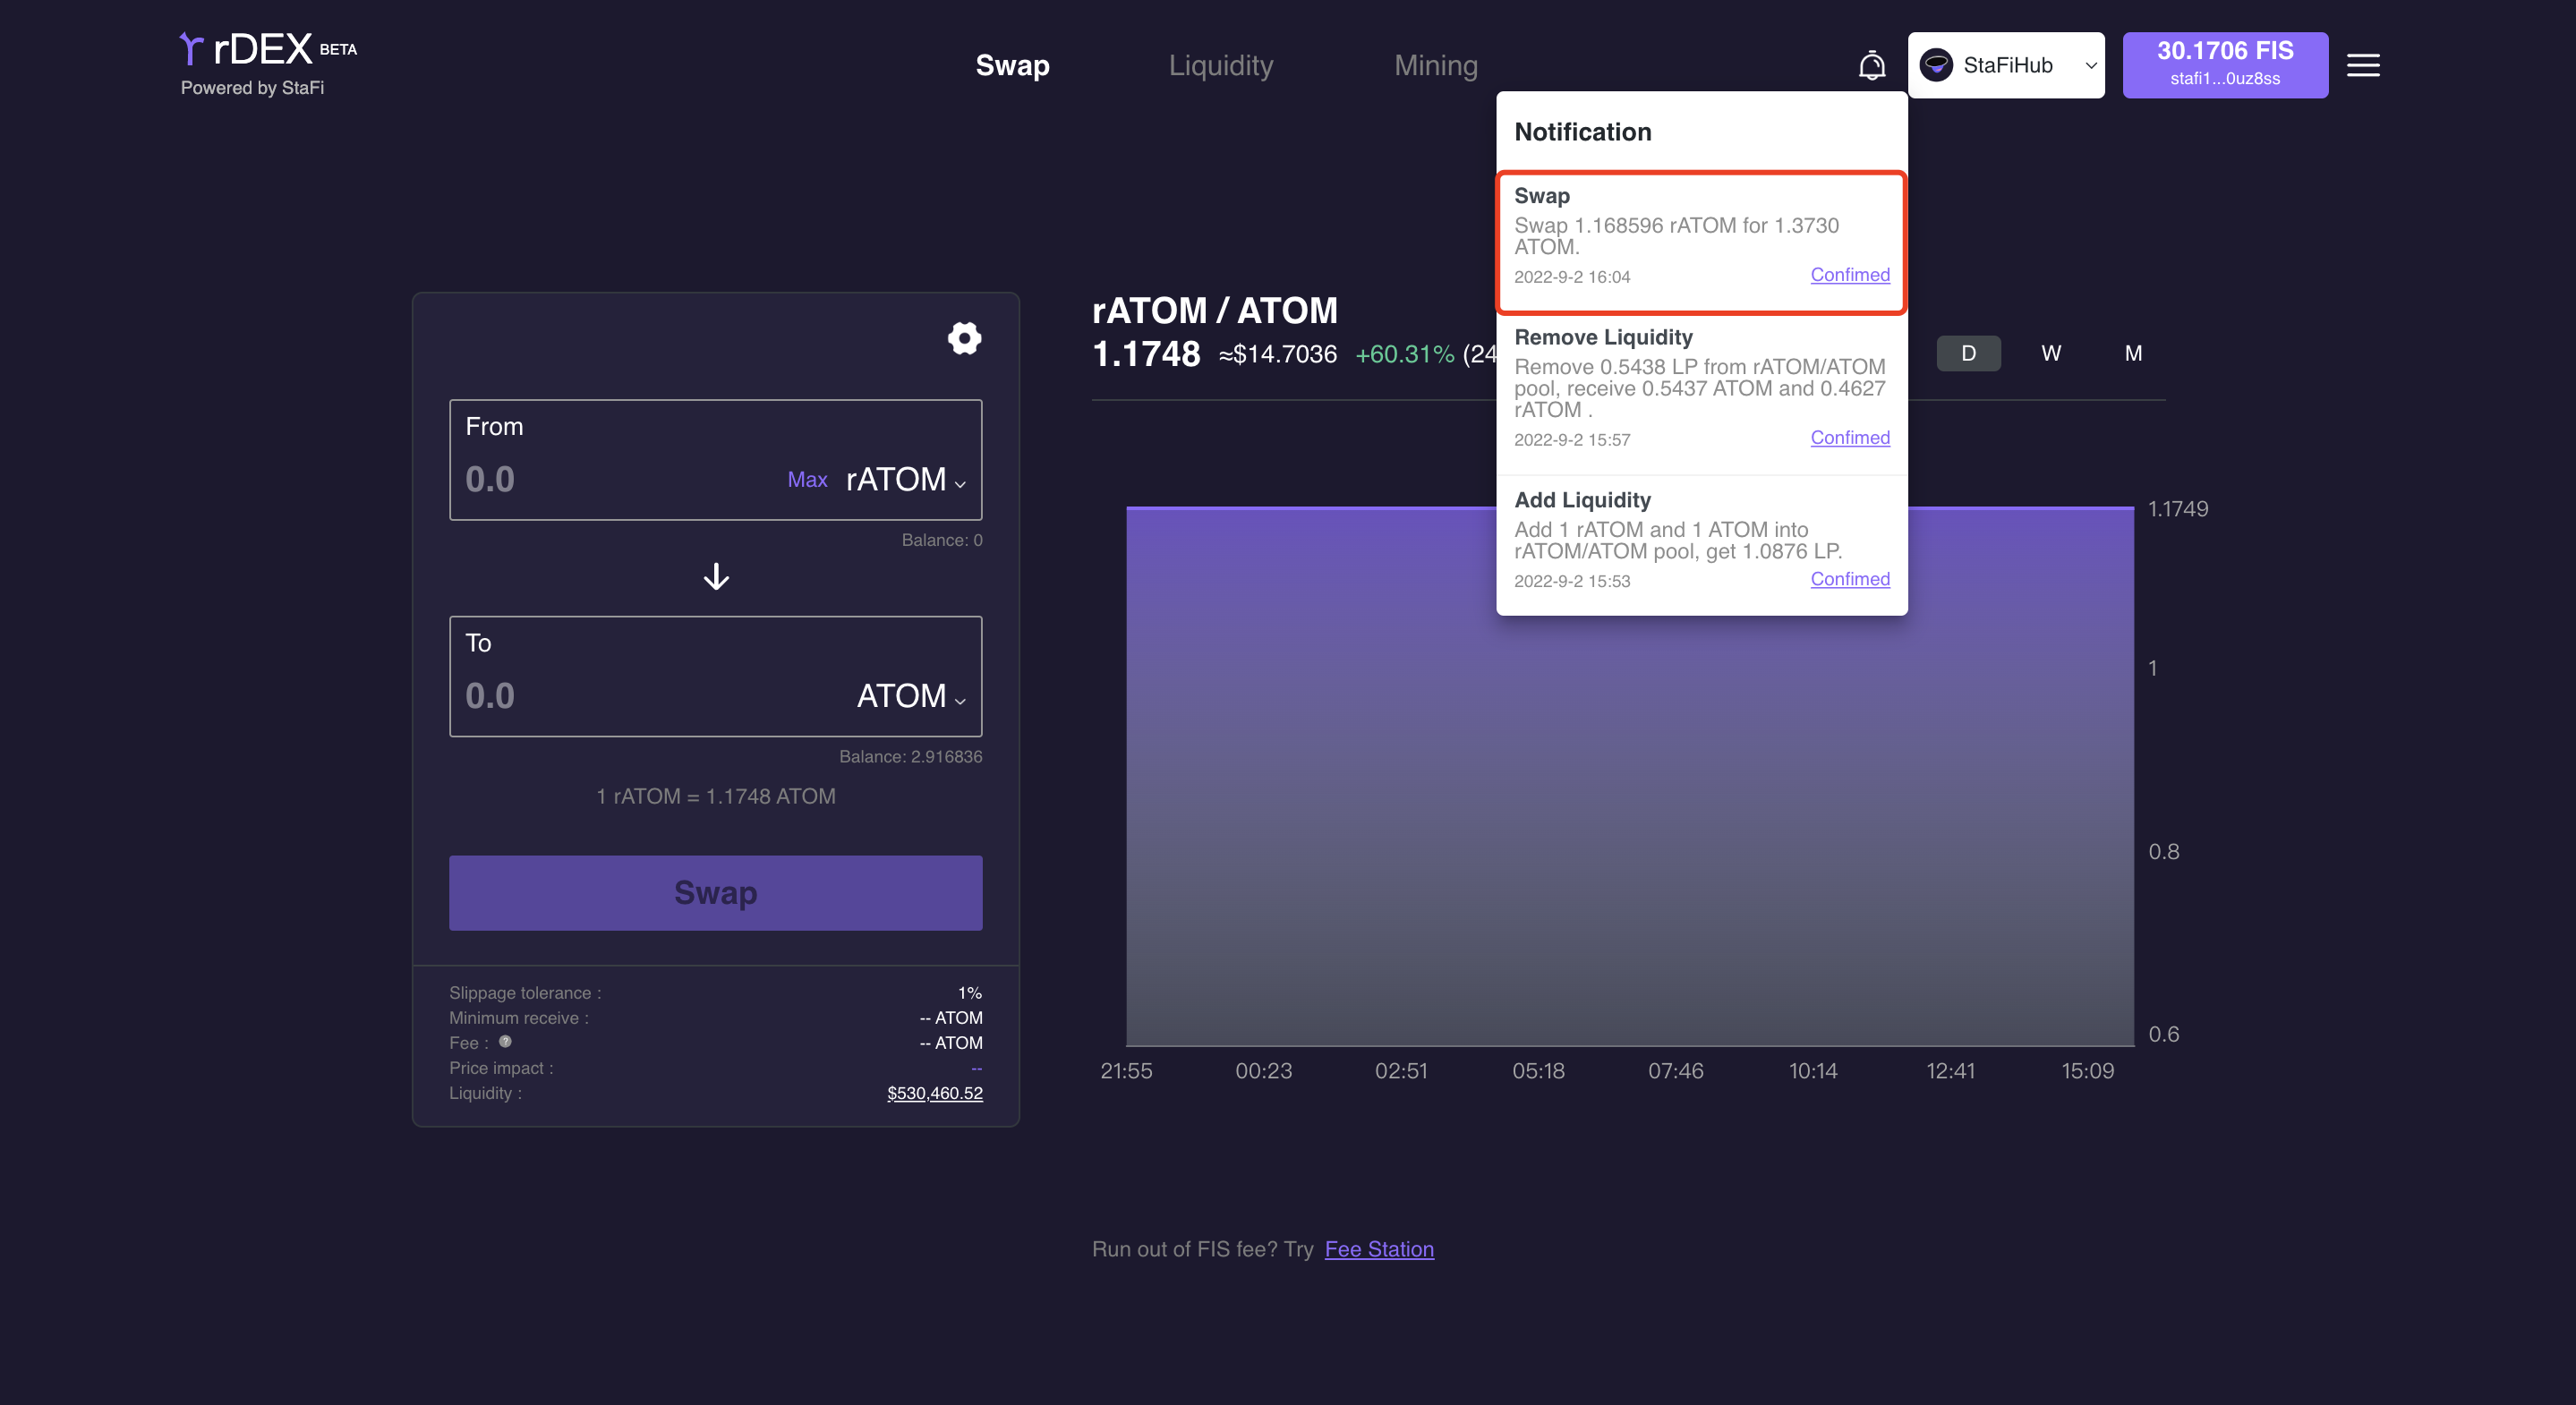 rDEX BETA
Powered by StaFi
Swap
Liquidity
Mining
StaFiHub
30.1706 FIS
stafi1...0uz8ss
Notification
Swap
Swap 1.168596 rATOM for 1.3730
ATOM.
2022-9-2 16:04 Confimed
Remove Liquidity
Remove 0.5438 LP from rATOM/ATOM
pool, receive 0.5437 ATOM and 0.4627
rATOM .
2022-9-2 15:57 Confimed
Add Liquidity
Add 1 rATOM and 1 ATOM into
rATOM/ATOM pool, get 1.0876 LP.
2022-9-2 15:53 Confimed
From
0.0 Max rATOM
Balance: 0
To
0.0 ATOM
Balance: 2.916836
1 rATOM = 1.1748 ATOM
Swap
Slippage tolerance : 1%
Minimum receive : -- ATOM
Fee : ? -- ATOM
Price impact : --
Liquidity : $530,460.52
rATOM / ATOM
1.1748 ≈$14.7036 +60.31% (24
D W M
1.1749
1
0.8
0.6
21:55 00:23 02:51 05:18 07:46 10:14 12:41 15:09
Run out of FIS fee? Try Fee Station